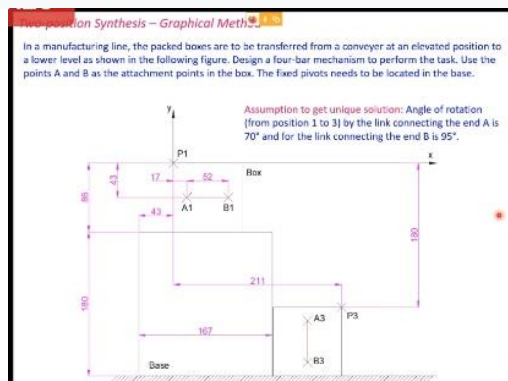 Two-position Synthesis – Graphical Method
In a manufacturing line, the packed boxes are to be transferred from a conveyer at an elevated position to
a lower level as shown in the following figure. Design a four-bar mechanism to perform the task. Use the
points A and B as the attachment points in the box. The fixed pivots needs to be located in the base.
Assumption to get unique solution: Angle of rotation
(from position 1 to 3) by the link connecting the end A is
70° and for the link connecting the end B is 95°.
y
P1
x
Box
17
52
43
A1
B1
43
86
180
211
180
167
A3
P3
B3
Base